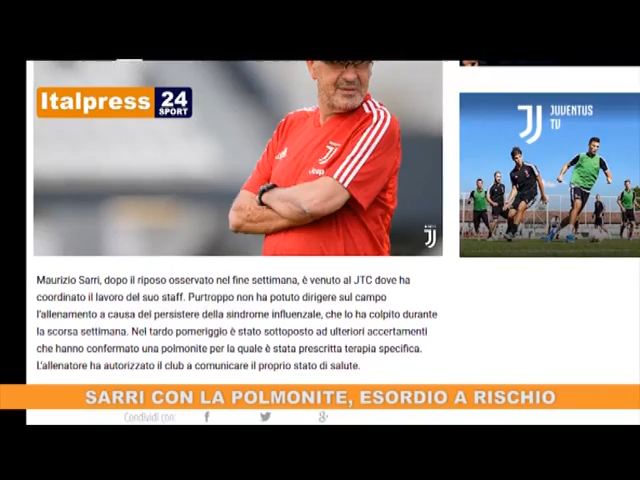 Italpress
24
SPORT
JUVENTUS
TV
Maurizio Sarri, dopo il riposo osservato nel fine settimana, è venuto al JTC dove ha
coordinato il lavoro del suo staff. Purtroppo non ha potuto dirigere sul campo
l'allenamento a causa del persistere della sindrome influenzale, che lo ha colpito durante
la scorsa settimana. Nel tardo pomeriggio è stato sottoposto ad ulteriori accertamenti
che hanno confermato una polmonite per la quale è stata prescritta terapia specifica.
L'allenatore ha autorizzato il club a comunicare il proprio stato di salute.
SARRI CON LA POLMONITE, ESORDIO A RISCHIO
Condividi con: